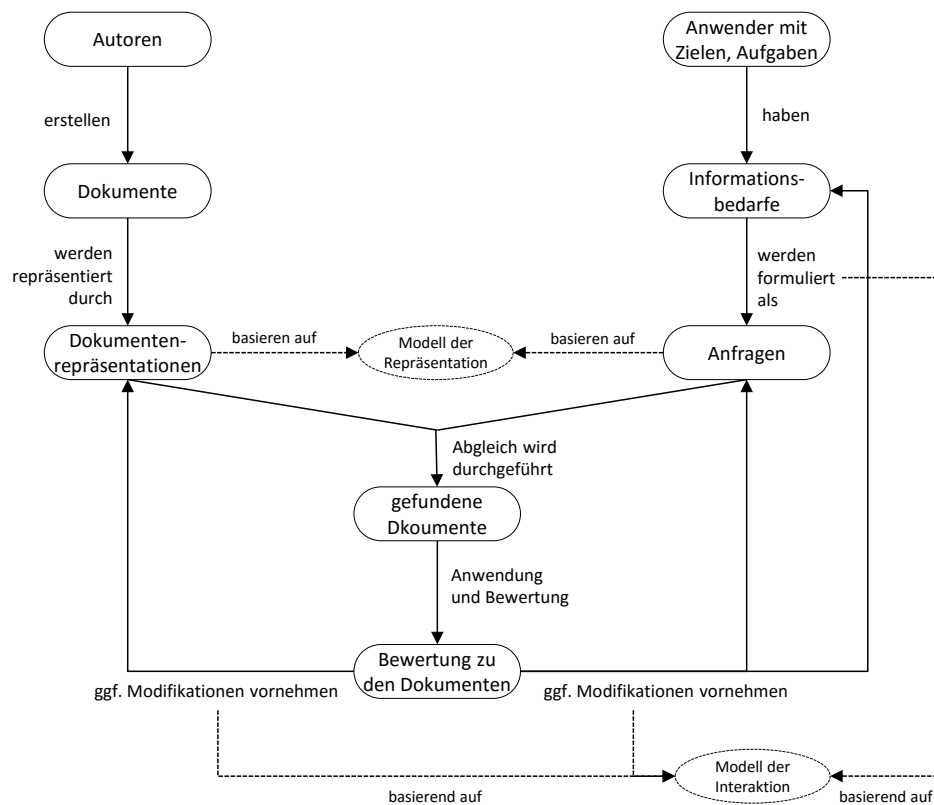 Autoren
Anwender mit
Zielen, Aufgaben
erstellen
haben
Dokumente
Informations-
bedarfe
werden
repräsentiert
durch
werden
formuliert
als
Dokumenten-
repräsentationen
basieren auf
Modell der
Repräsentation
basieren auf
Anfragen
Abgleich wird
durchgeführt
gefundene
Dkoumente
Anwendung
und Bewertung
Bewertung zu
den Dokumenten
ggf. Modifikationen vornehmen
ggf. Modifikationen vornehmen
Modell der
Interaktion
basierend auf
basierend auf